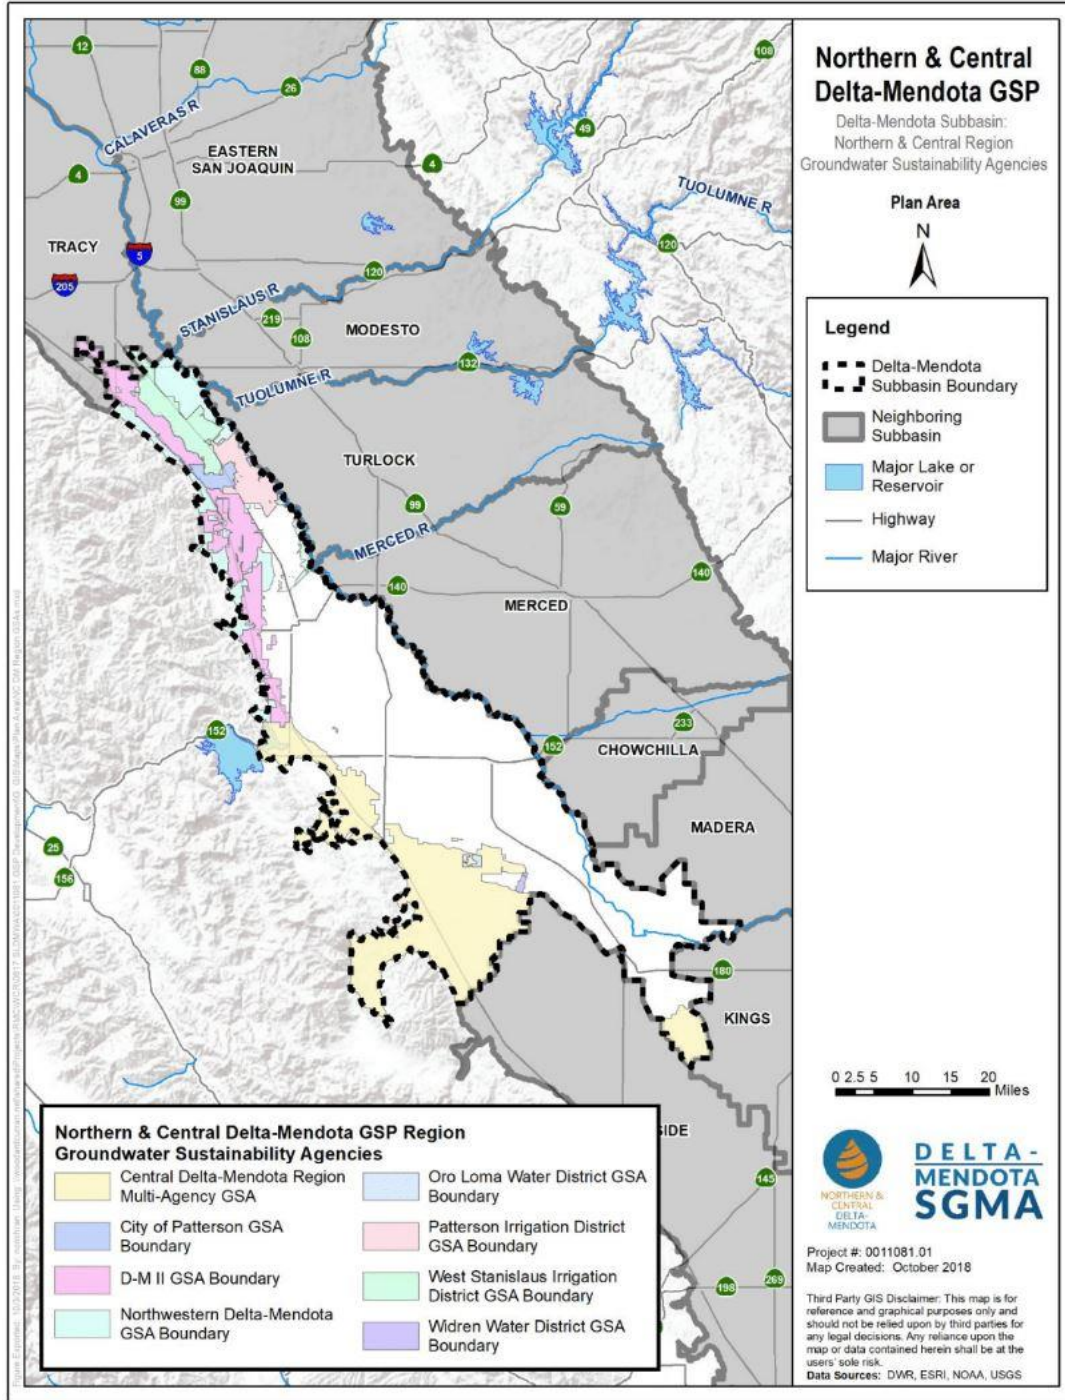 Northern & Central
Delta-Mendota GSP
Delta-Mendota Subbasin:
Northern & Central Region
Groundwater Sustainability Agencies
Plan Area
N
Legend
Delta-Mendota
Subbasin Boundary
Neighboring
Subbasin
Major Lake or
Reservoir
Highway
Major River
12
88
26
CALAVERAS R
EASTERN
SAN JOAQUIN
4
4
99
49
108
TUOLUMNE R
120
TRACY
5
205
120
STANISLAUS R
219
108
MODESTO
132
TUOLUMNE R
TURLOCK
99
59
MERCED R
140
140
MERCED
152
152
233
CHOWCHILLA
MADERA
25
156
180
KINGS
SIDE
145
198
269
0 2.5 5 10 15 20
Miles
Northern & Central Delta-Mendota GSP Region
Groundwater Sustainability Agencies
Central Delta-Mendota Region
Multi-Agency GSA
City of Patterson GSA
Boundary
D-M II GSA Boundary
Northwestern Delta-Mendota
GSA Boundary
Oro Loma Water District GSA
Boundary
Patterson Irrigation District
GSA Boundary
West Stanislaus Irrigation
District GSA Boundary
Widren Water District GSA
Boundary
NORTHERN &
CENTRAL
DELTA-
MENDOTA
DELTA-
MENDOTA
SGMA
Project #: 0011081.01
Map Created: October 2018
Third Party GIS Disclaimer: This map is for
reference and graphical purposes only and
should not be relied upon by third parties for
any legal decisions. Any reliance upon the
map or data contained herein shall be at the
users' sole risk.
Data Sources: DWR, ESRI, NOAA, USGS